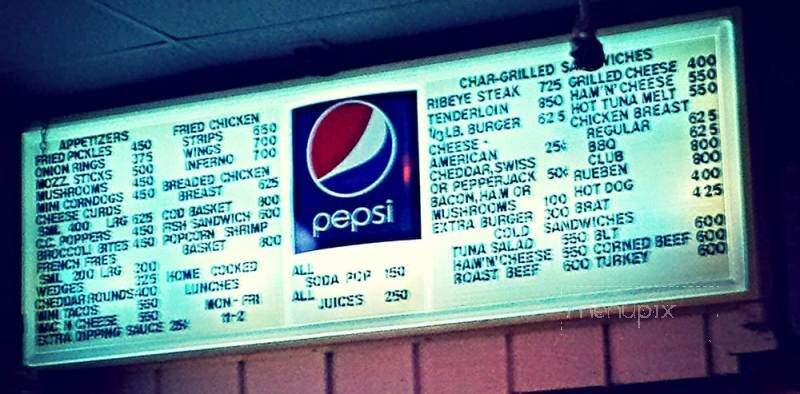 APPETIZERS
FRIED PICKLES 450
ONION RINGS 375
MOZZ. STICKS 500
MUSHROOMS 450
MINI CORNDOGS 450
CHEESE CURDS
SML 400 LRG 625
C.C. POPPERS 450
BROCCOLI BITES 450
FRENCH FRIES
SML 200 LRG 300
WEDGES 225
CHEDDAR ROUNDS 400
MINI TACOS 550
MAC N CHEESE 550
EXTRA DIPPING SAUCE 25¢
FRIED CHICKEN
STRIPS 650
WINGS 700
INFERNO 700
BREADED CHICKEN
BREAST 625
COD BASKET 800
FISH SANDWICH 600
POPCORN SHRIMP
BASKET 800
HOME COOKED
LUNCHES
MON-FRI
11-2
pepsi
ALL
SODA POP 150
ALL
JUICES 250
CHAR-GRILLED SANDWICHES
RIBEYE STEAK 725
TENDERLOIN 850
1/3 LB. BURGER 625
CHEESE-
AMERICAN 25¢
CHEDDAR, SWISS
OR PEPPERJACK 50¢
BACON, HAM OR
MUSHROOMS 100
EXTRA BURGER 300
GRILLED CHEESE 400
HAM'N'CHEESE 550
HOT TUNA MELT 550
CHICKEN BREAST
REGULAR 625
BBQ 625
CLUB 800
RUEBEN 800
HOT DOG 400
BRAT 425
COLD SANDWICHES
TUNA SALAD 550
HAM'N'CHEESE 550
ROAST BEEF 600
BLT 600
CORNED BEEF 600
TURKEY 600
menupix